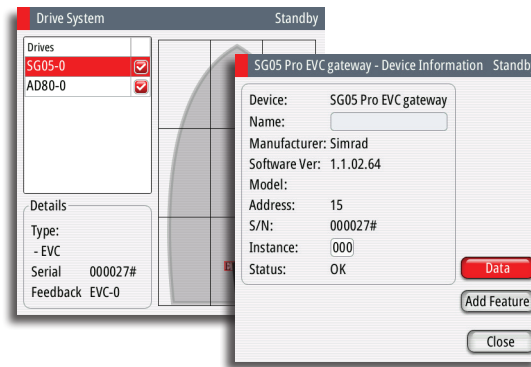 Drive System Standby
Drives
SG05-0
AD80-0
Details
Type:
- EVC
Serial 000027#
Feedback EVC-0
SG05 Pro EVC gateway - Device Information Standb
Device: SG05 Pro EVC gateway
Name:
Manufacturer: Simrad
Software Ver: 1.1.02.64
Model:
Address: 15
S/N: 000027#
Instance: 000
Status: OK
Data
Add Feature
Close